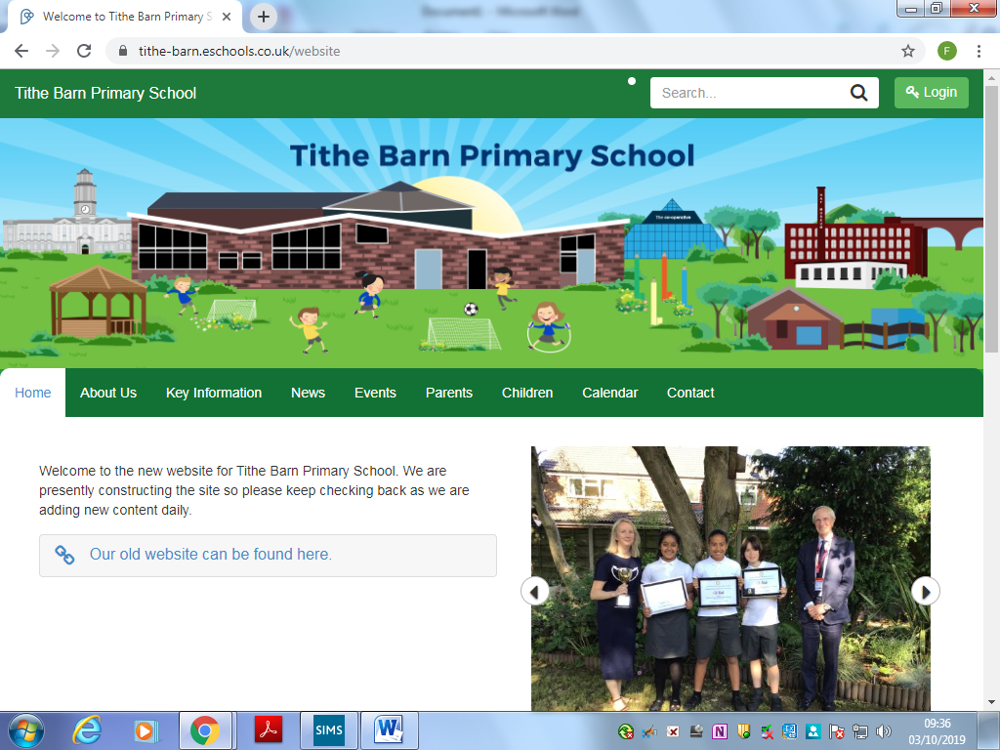 Welcome to Tithe Barn Primary S
tithe-barn.eschools.co.uk/website
F
Tithe Barn Primary School
Search...
Login
Tithe Barn Primary School
The co-operative
HAT WORKS
Home About Us Key Information News Events Parents Children Calendar Contact
Welcome to the new website for Tithe Barn Primary School. We are
presently constructing the site so please keep checking back as we are
adding new content daily.
Our old website can be found here.
SIMS
W
N
09:36
03/10/2019